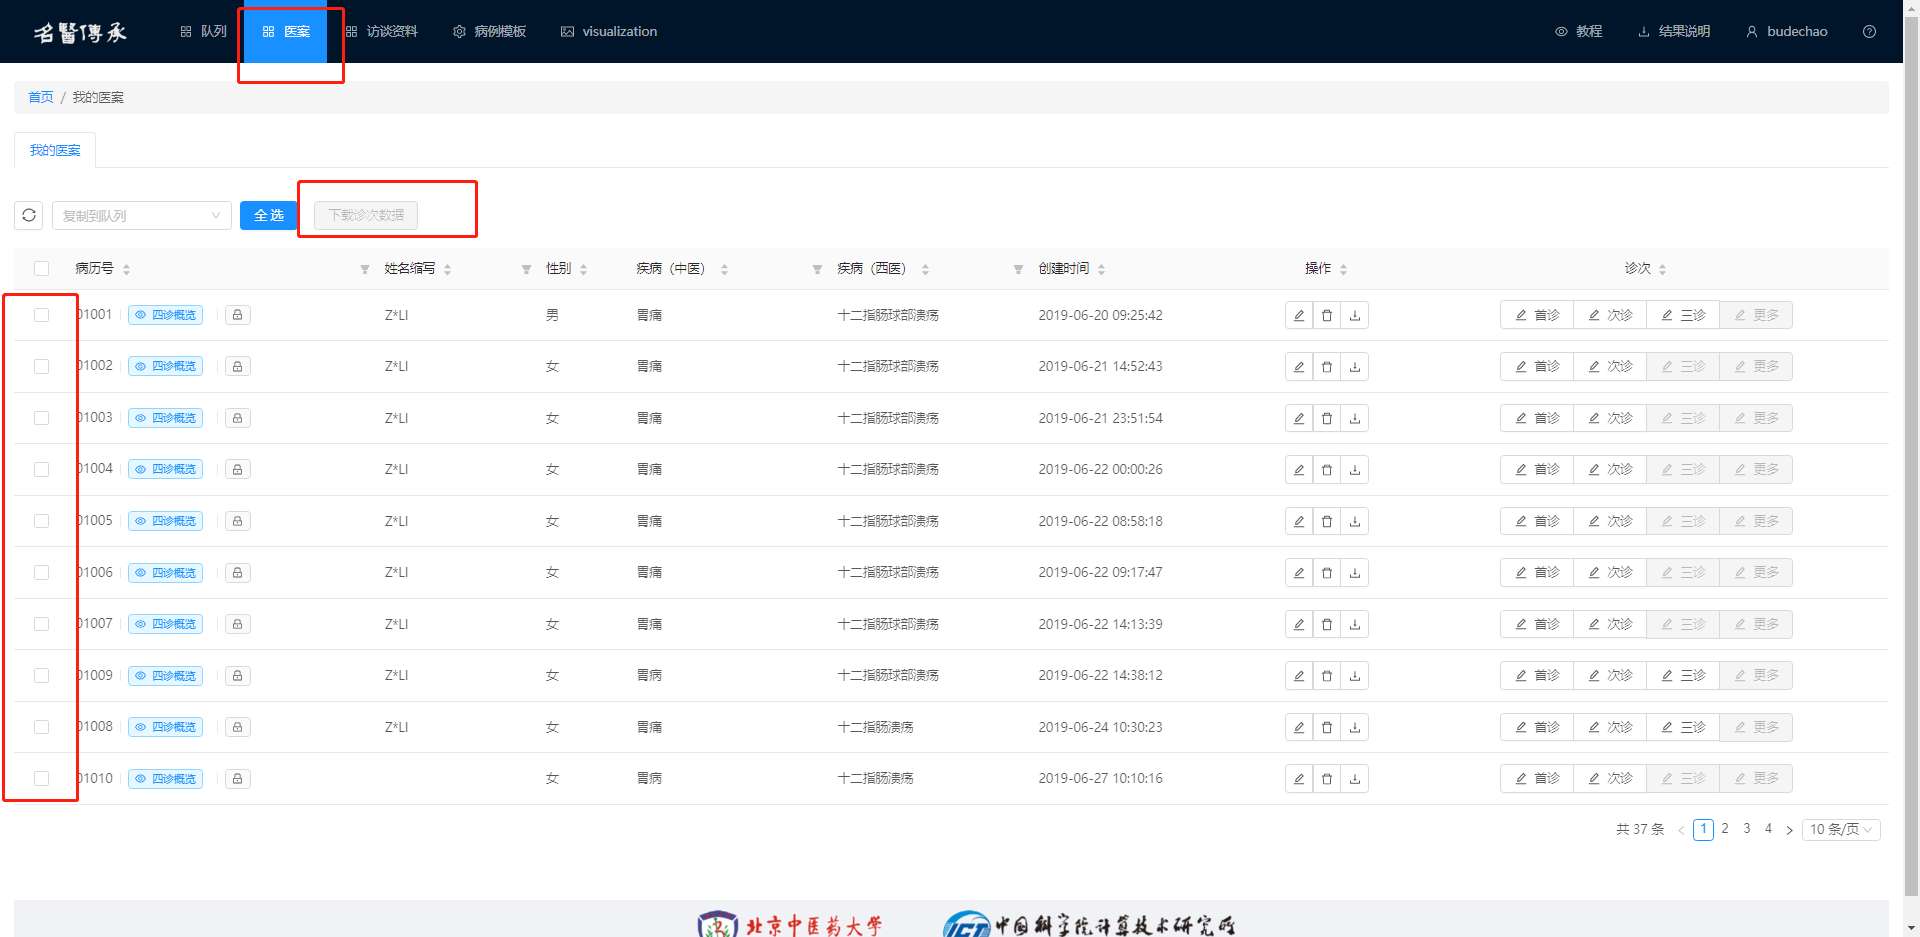 名醫傳承 队列 医案 访谈资料 病例模板 visualization 教程 结果说明 budechao
首页 / 我的医案
我的医案
复制到队列 全选 下载诊次数据
病历号 姓名缩写 性别 疾病（中医） 疾病（西医） 创建时间 操作 诊次
01001 四诊概览 Z*LI 男 胃痛 十二指肠球部溃疡 2019-06-20 09:25:42 首诊 次诊 三诊 更多
01002 四诊概览 Z*LI 女 胃痛 十二指肠球部溃疡 2019-06-21 14:52:43 首诊 次诊 三诊 更多
01003 四诊概览 Z*LI 女 胃痛 十二指肠球部溃疡 2019-06-21 23:51:54 首诊 次诊 三诊 更多
01004 四诊概览 Z*LI 女 胃痛 十二指肠球部溃疡 2019-06-22 00:00:26 首诊 次诊 三诊 更多
01005 四诊概览 Z*LI 女 胃痛 十二指肠球部溃疡 2019-06-22 08:58:18 首诊 次诊 三诊 更多
01006 四诊概览 Z*LI 女 胃痛 十二指肠球部溃疡 2019-06-22 09:17:47 首诊 次诊 三诊 更多
01007 四诊概览 Z*LI 女 胃痛 十二指肠球部溃疡 2019-06-22 14:13:39 首诊 次诊 三诊 更多
01009 四诊概览 Z*LI 女 胃病 十二指肠球部溃疡 2019-06-22 14:38:12 首诊 次诊 三诊 更多
01008 四诊概览 Z*LI 女 胃痛 十二指肠溃疡 2019-06-24 10:30:23 首诊 次诊 三诊 更多
01010 四诊概览 女 胃病 十二指肠溃疡 2019-06-27 10:10:16 首诊 次诊 三诊 更多
共 37 条 < 1 2 3 4 > 10 条/页
北京中医药大学 ICT 中国科学院计算技术研究所